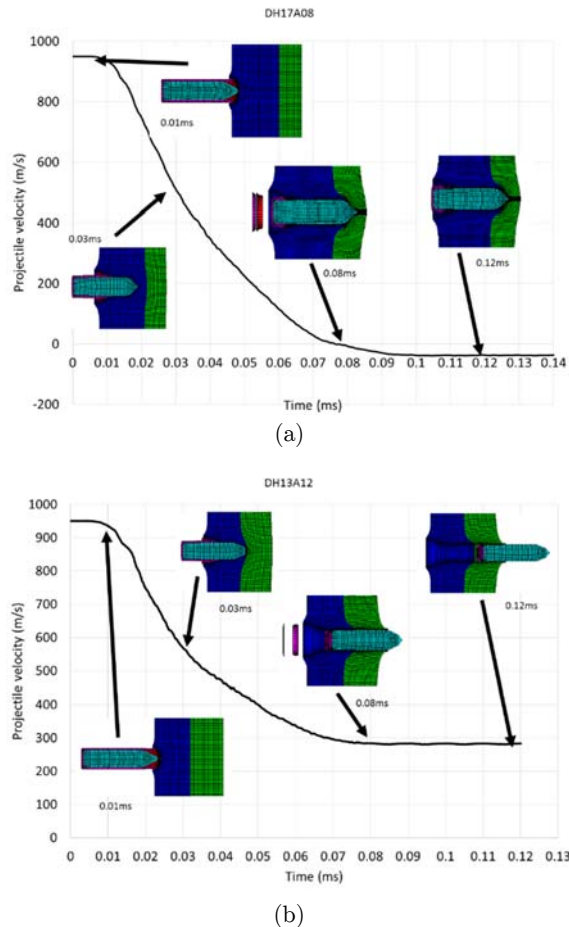 DH17A08
1000
800
600
400
200
0
-200
Projectile velocity (m/s)
0.01ms
0.03ms
0.08ms
0.12ms
0 0.01 0.02 0.03 0.04 0.05 0.06 0.07 0.08 0.09 0.10 0.11 0.12 0.13 0.14
Time (ms)
(a)
DH13A12
1000
900
800
700
600
500
400
300
200
100
0
Projectile velocity (m/s)
0.03ms
0.12ms
0.08ms
0.01ms
0 0.01 0.02 0.03 0.04 0.05 0.06 0.07 0.08 0.09 0.10 0.11 0.12 0.13
Time (ms)
(b)